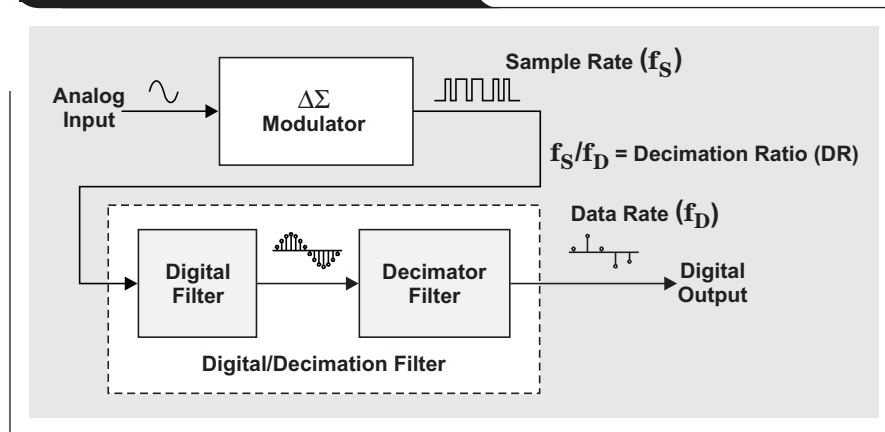 Analog
Input
ΔΣ
Modulator
Sample Rate (fS)
fS/fD = Decimation Ratio (DR)
Data Rate (fD)
Digital
Filter
Decimator
Filter
Digital
Output
Digital/Decimation Filter